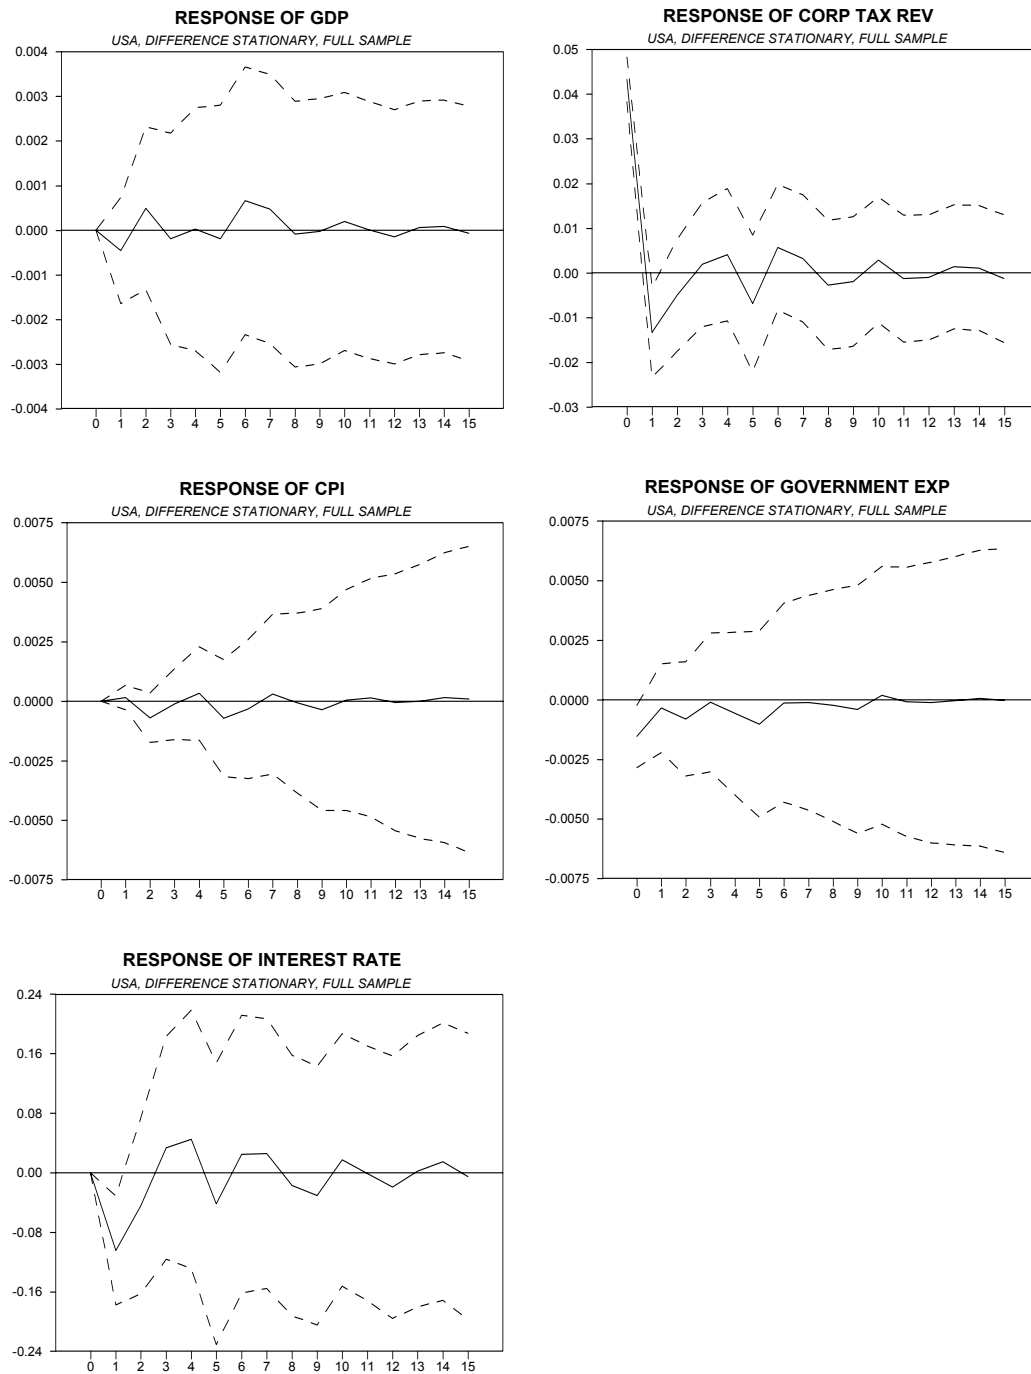 RESPONSE OF GDP
USA, DIFFERENCE STATIONARY, FULL SAMPLE
0.004
0.003
0.002
0.001
0.000
-0.001
-0.002
-0.003
-0.004
0 1 2 3 4 5 6 7 8 9 10 11 12 13 14 15
RESPONSE OF CORP TAX REV
USA, DIFFERENCE STATIONARY, FULL SAMPLE
0.05
0.04
0.03
0.02
0.01
0.00
-0.01
-0.02
-0.03
0 1 2 3 4 5 6 7 8 9 10 11 12 13 14 15
RESPONSE OF CPI
USA, DIFFERENCE STATIONARY, FULL SAMPLE
0.0075
0.0050
0.0025
0.0000
-0.0025
-0.0050
-0.0075
0 1 2 3 4 5 6 7 8 9 10 11 12 13 14 15
RESPONSE OF GOVERNMENT EXP
USA, DIFFERENCE STATIONARY, FULL SAMPLE
0.0075
0.0050
0.0025
0.0000
-0.0025
-0.0050
-0.0075
0 1 2 3 4 5 6 7 8 9 10 11 12 13 14 15
RESPONSE OF INTEREST RATE
USA, DIFFERENCE STATIONARY, FULL SAMPLE
0.24
0.16
0.08
0.00
-0.08
-0.16
-0.24
0 1 2 3 4 5 6 7 8 9 10 11 12 13 14 15